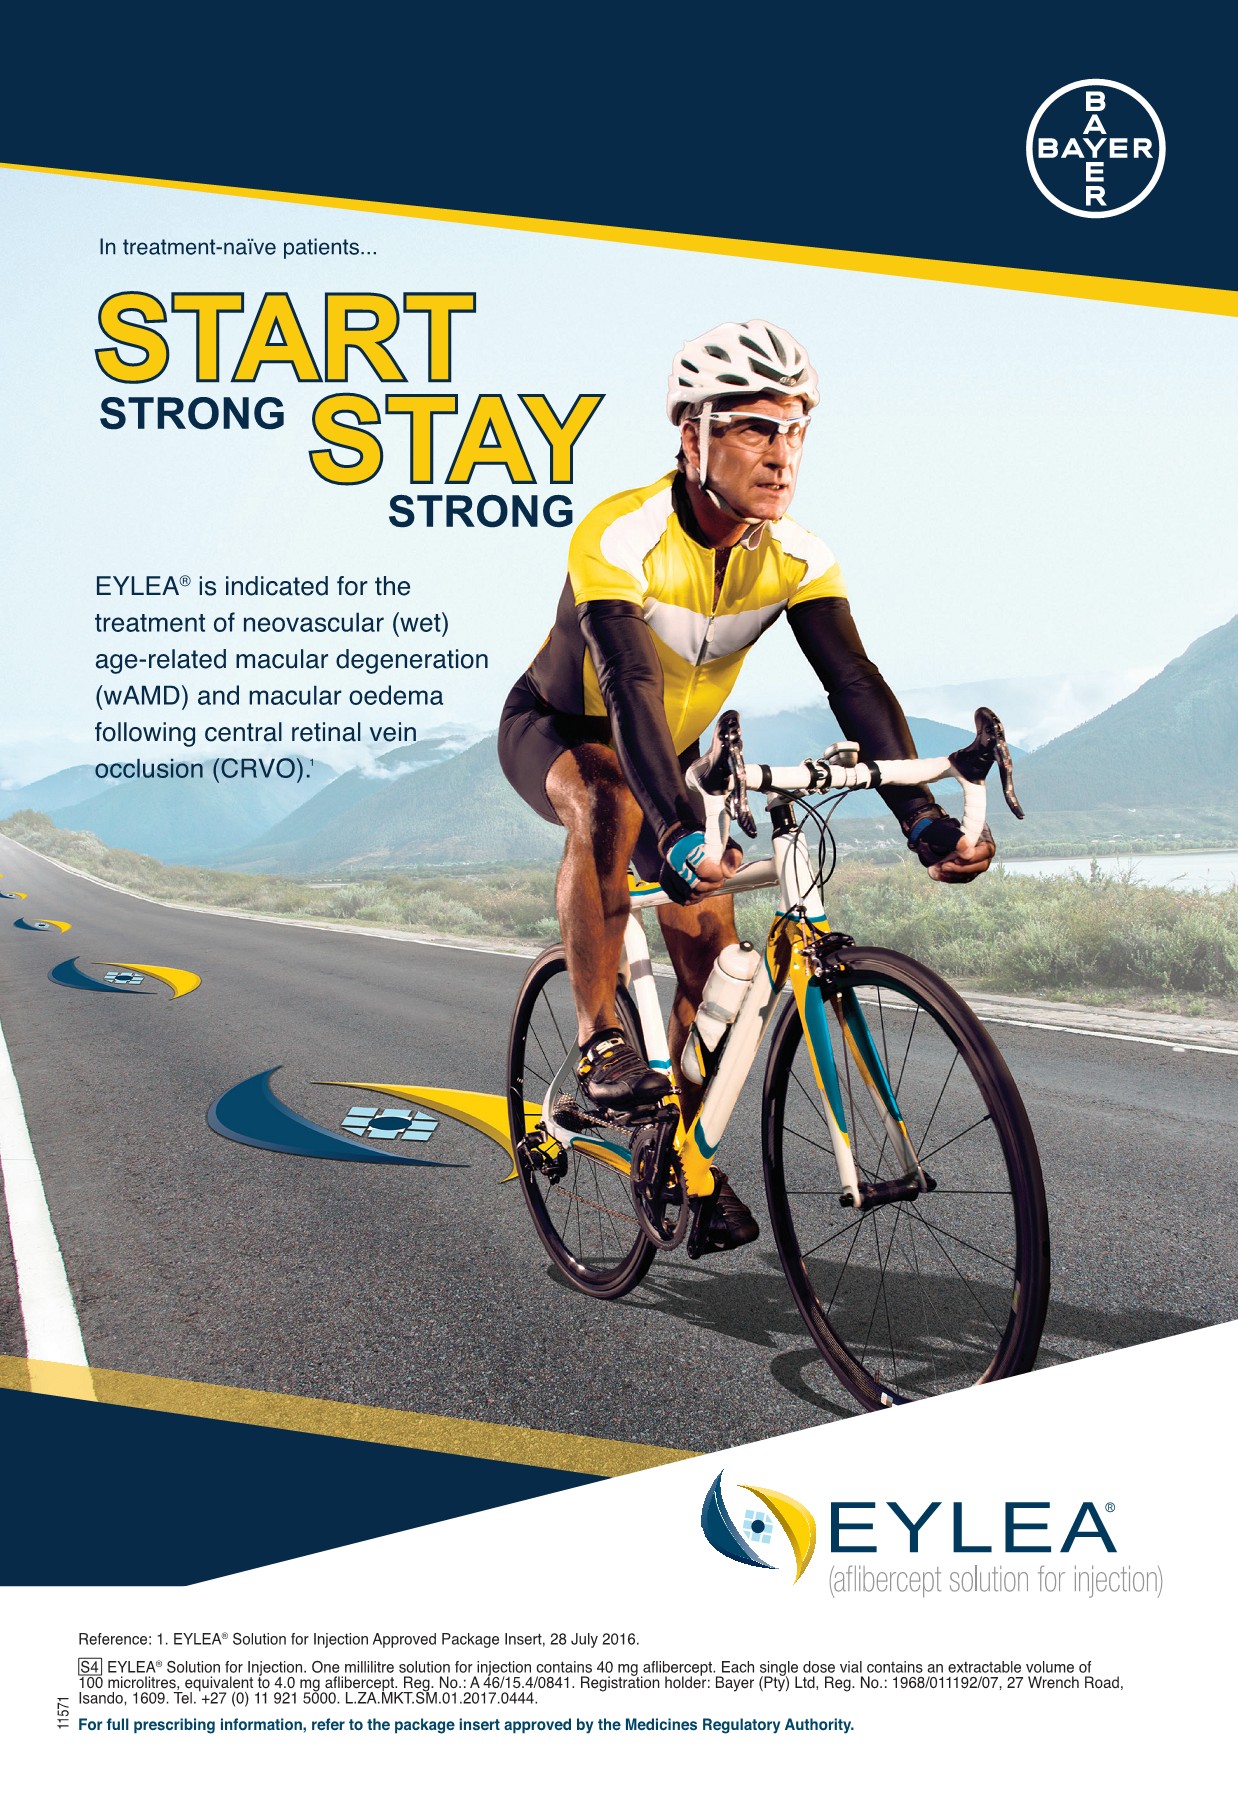 BAYER
BAYER
In treatment-naïve patients...
START
STRONG STAY
STRONG
EYLEA® is indicated for the
treatment of neovascular (wet)
age-related macular degeneration
(wAMD) and macular oedema
following central retinal vein
occlusion (CRVO).¹
EYLEA®
(aflibercept solution for injection)
Reference: 1. EYLEA® Solution for Injection Approved Package Insert, 28 July 2016.
S4 EYLEA® Solution for Injection. One millilitre solution for injection contains 40 mg aflibercept. Each single dose vial contains an extractable volume of
100 microlitres, equivalent to 4.0 mg aflibercept. Reg. No.: A 46/15.4/0841. Registration holder: Bayer (Pty) Ltd, Reg. No.: 1968/011192/07, 27 Wrench Road,
Isando, 1609. Tel. +27 (0) 11 921 5000. L.ZA.MKT.SM.01.2017.0444.
For full prescribing information, refer to the package insert approved by the Medicines Regulatory Authority.
11571